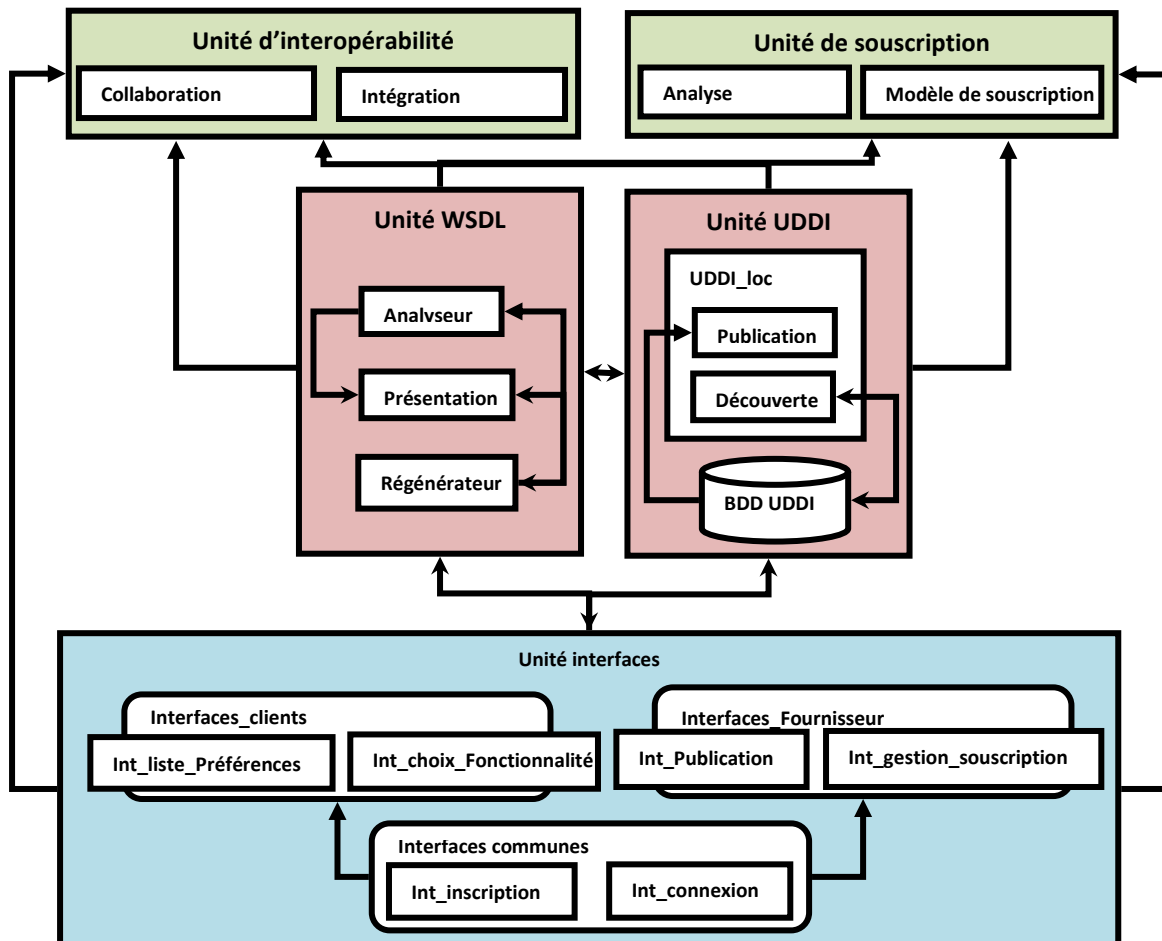 Unité d’interopérabilité
Collaboration
Intégration
Unité de souscription
Analyse
Modèle de souscription
Unité WSDL
Analvseur
Présentation
Régénérateur
Unité UDDI
UDDI_loc
Publication
Découverte
BDD UDDI
Unité interfaces
Interfaces_clients
Int_liste_Préférences
Int_choix_Fonctionnalité
Interfaces_Fournisseur
Int_Publication
Int_gestion_souscription
Interfaces communes
Int_inscription
Int_connexion